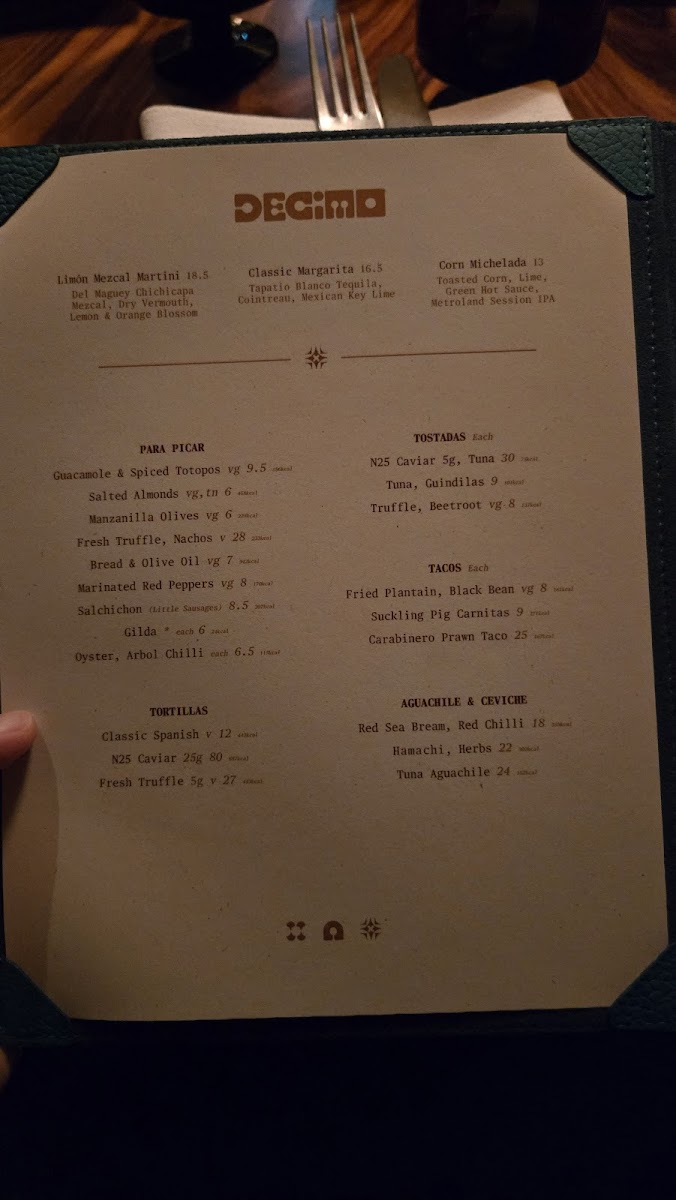 DECIMO
Limón Mezcal Martini 18.5
Del Maguey Chichicapa
Mezcal, Dry Vermouth,
Lemon & Orange Blossom
Classic Margarita 16.5
Tapatio Blanco Tequila,
Cointreau, Mexican Key Lime
Corn Michelada 13
Toasted Corn, Lime,
Green Hot Sauce,
Metroland Session IPA
PARA PICAR
Guacamole & Spiced Totopos vg 9.5
Salted Almonds vg,tn 6
Manzanilla Olives vg 6
Fresh Truffle, Nachos v 28
Bread & Olive Oil vg 7
Marinated Red Peppers vg 8
Salchichon (Little Sausages) 8.5
Gilda * each 6
Oyster, Arbol Chilli each 6.5
TORTILLAS
Classic Spanish v 12
N25 Caviar 25g 80
Fresh Truffle 5g v 27
TOSTADAS Each
N25 Caviar 5g, Tuna 30
Tuna, Guindilas 9
Truffle, Beetroot vg 8
TACOS Each
Fried Plantain, Black Bean vg 8
Suckling Pig Carnitas 9
Carabinero Prawn Taco 25
AGUACHILE & CEVICHE
Red Sea Bream, Red Chilli 18
Hamachi, Herbs 22
Tuna Aguachile 24